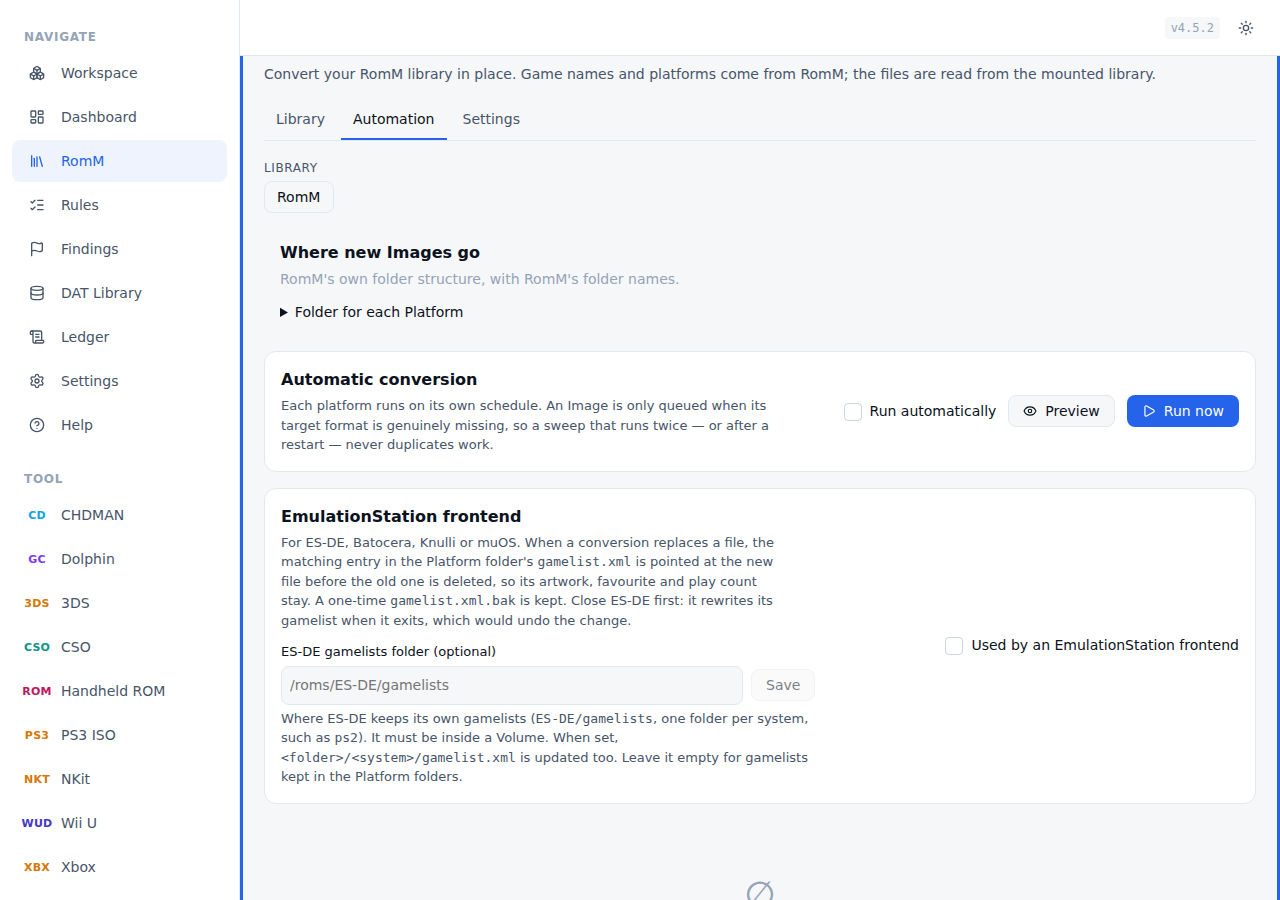 NAVIGATE
Workspace
Dashboard
RomM
Rules
Findings
DAT Library
Ledger
Settings
Help
TOOL
CD CHDMAN
GC Dolphin
3DS 3DS
CSO CSO
ROM Handheld ROM
PS3 PS3 ISO
NKT NKit
WUD Wii U
XBX Xbox
v4.5.2
Convert your RomM library in place. Game names and platforms come from RomM; the files are read from the mounted library.
Library Automation Settings
LIBRARY
RomM
Where new Images go
RomM's own folder structure, with RomM's folder names.
Folder for each Platform
Automatic conversion
Each platform runs on its own schedule. An Image is only queued when its
target format is genuinely missing, so a sweep that runs twice — or after a
restart — never duplicates work.
Run automatically Preview Run now
EmulationStation frontend
For ES-DE, Batocera, Knulli or muOS. When a conversion replaces a file, the
matching entry in the Platform folder's gamelist.xml is pointed at the new
file before the old one is deleted, so its artwork, favourite and play count
stay. A one-time gamelist.xml.bak is kept. Close ES-DE first: it rewrites its
gamelist when it exits, which would undo the change.
ES-DE gamelists folder (optional)
/roms/ES-DE/gamelists Save
Where ES-DE keeps its own gamelists (ES-DE/gamelists, one folder per system,
such as ps2). It must be inside a Volume. When set,
<folder>/<system>/gamelist.xml is updated too. Leave it empty for gamelists
kept in the Platform folders.
Used by an EmulationStation frontend